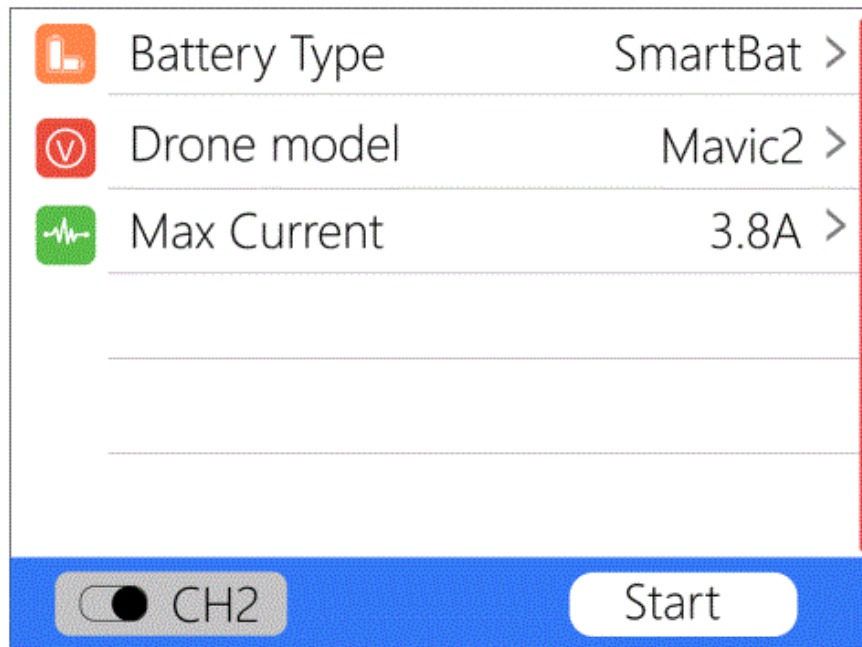 Battery Type SmartBat >
Drone model Mavic2 >
Max Current 3.8A >
CH2 Start